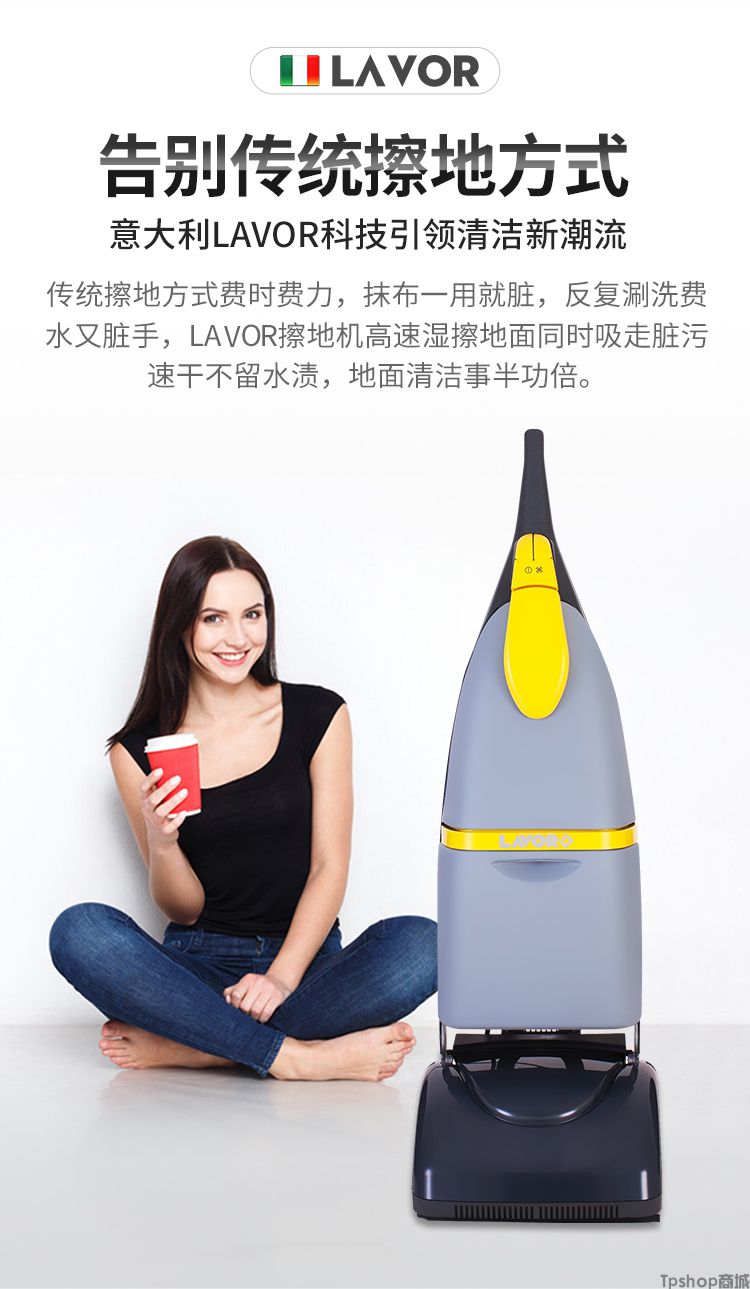 LAVOR
告别传统擦地方式
意大利LAVOR科技引领清洁新潮流
传统擦地方式费时费力，抹布一用就脏，反复涮洗费
水又脏手，LAVOR擦地机高速湿擦地面同时吸走脏污
速干不留水渍，地面清洁事半功倍。
LAVOR
Tpshop商城